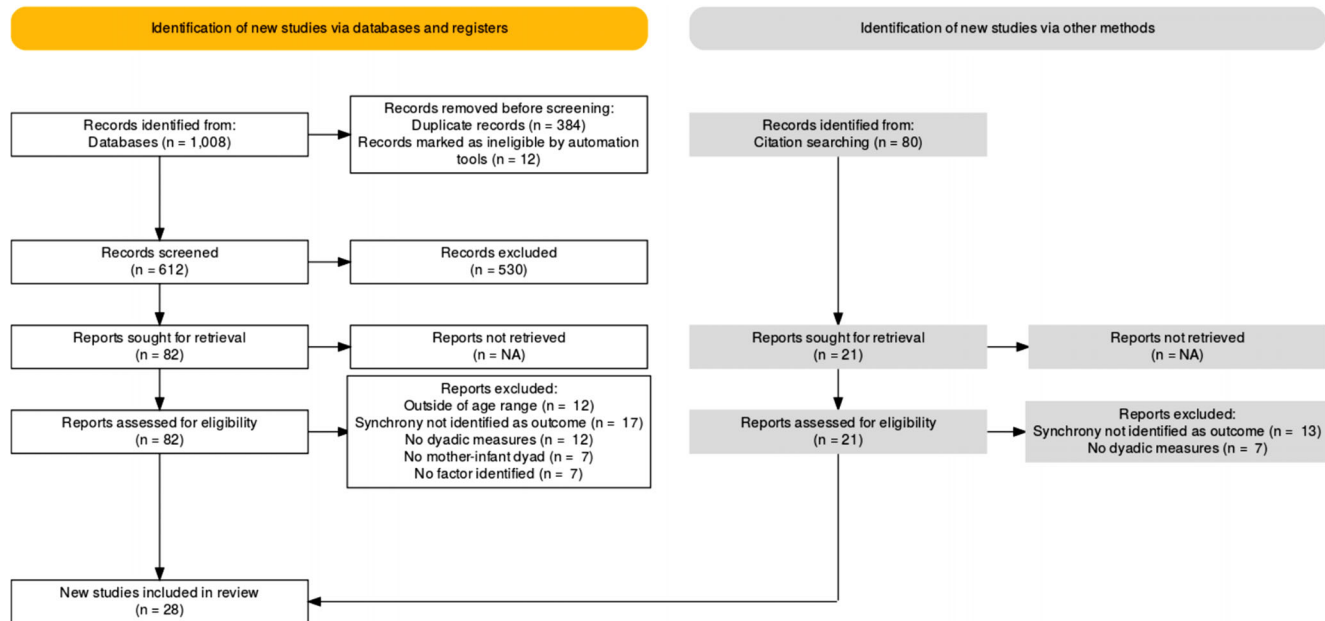 Identification of new studies via databases and registers
Identification of new studies via other methods
Records identified from:
Databases (n = 1,008)
Records removed before screening:
Duplicate records (n = 384)
Records marked as ineligible by automation
tools (n = 12)
Records identified from:
Citation searching (n = 80)
Records screened
(n = 612)
Records excluded
(n = 530)
Reports sought for retrieval
(n = 82)
Reports not retrieved
(n = NA)
Reports sought for retrieval
(n = 21)
Reports not retrieved
(n = NA)
Reports assessed for eligibility
(n = 82)
Reports excluded:
Outside of age range (n = 12)
Synchrony not identified as outcome (n = 17)
No dyadic measures (n = 12)
No mother-infant dyad (n = 7)
No factor identified (n = 7)
Reports assessed for eligibility
(n = 21)
Reports excluded:
Synchrony not identified as outcome (n = 13)
No dyadic measures (n = 7)
New studies included in review
(n = 28)